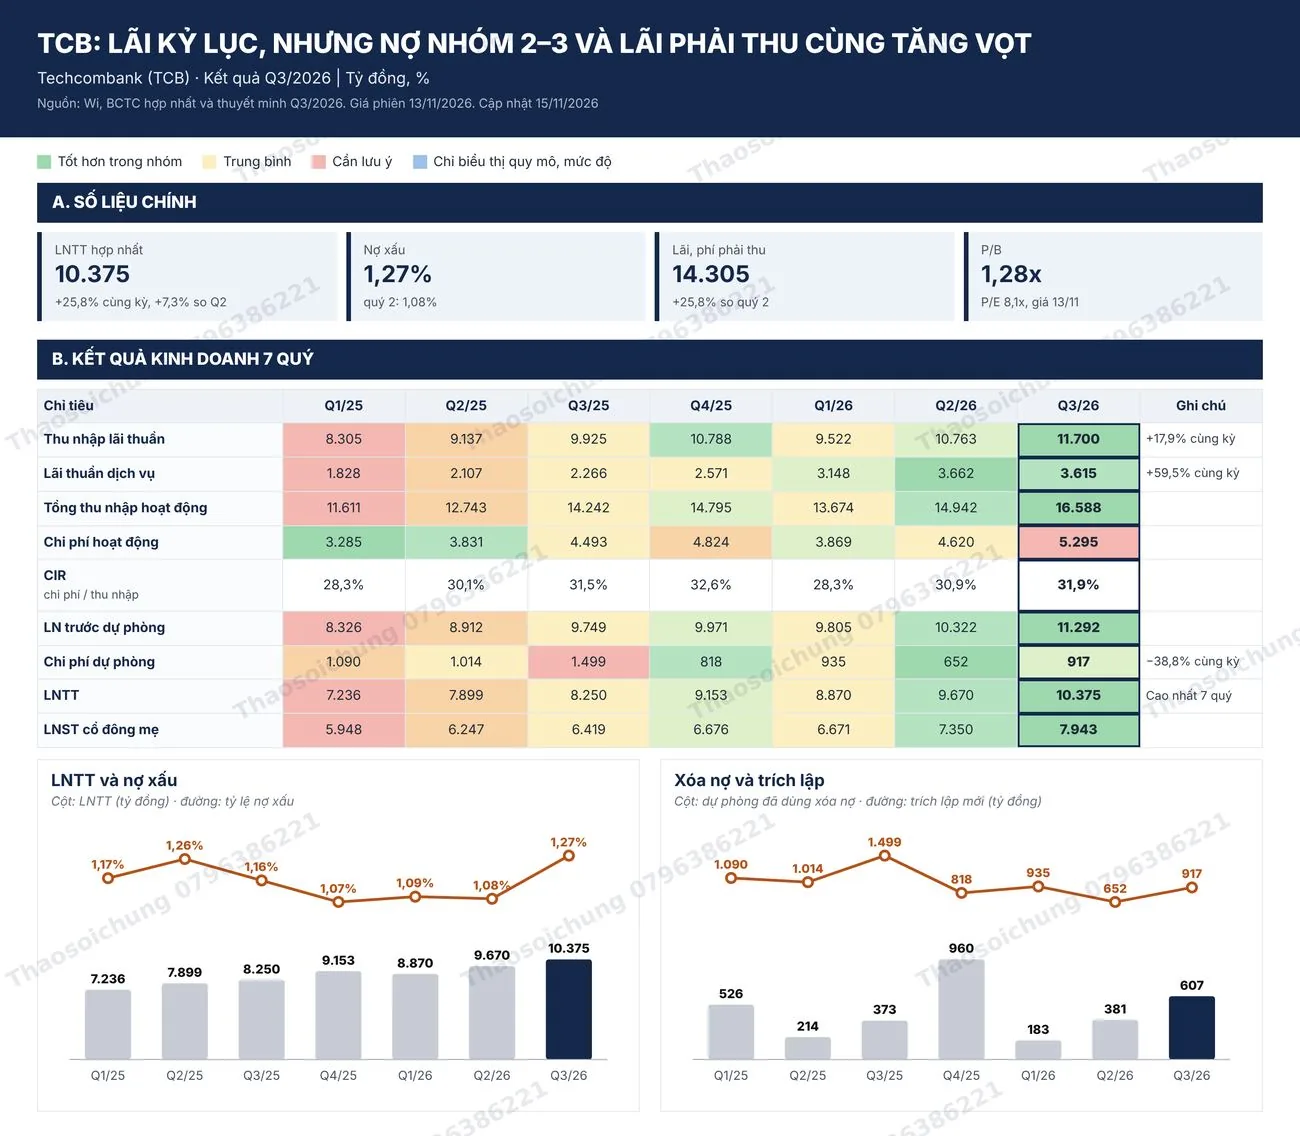 TCB: LÃI KỶ LỤC, NHƯNG NỢ NHÓM 2–3 VÀ LÃI PHẢI THU CÙNG TĂNG VỌT
Techcombank (TCB) · Kết quả Q3/2026 | Tỷ đồng, %
Nguồn: Wi, BCTC hợp nhất và thuyết minh Q3/2026. Giá phiên 13/11/2026. Cập nhật 15/11/2026
Tốt hơn trong nhóm Trung bình Cần lưu ý Chỉ biểu thị quy mô, mức độ
A. SỐ LIỆU CHÍNH
LNTT hợp nhất
10.375
+25,8% cùng kỳ, +7,3% so Q2
Nợ xấu
1,27%
quý 2: 1,08%
Lãi, phí phải thu
14.305
+25,8% so quý 2
P/B
1,28x
P/E 8,1x, giá 13/11
B. KẾT QUẢ KINH DOANH 7 QUÝ
Chỉ tiêu Q1/25 Q2/25 Q3/25 Q4/25 Q1/26 Q2/26 Q3/26 Ghi chú
Thu nhập lãi thuần 8.305 9.137 9.925 10.788 9.522 10.763 11.700 +17,9% cùng kỳ
Lãi thuần dịch vụ 1.828 2.107 2.266 2.571 3.148 3.662 3.615 +59,5% cùng kỳ
Tổng thu nhập hoạt động 11.611 12.743 14.242 14.795 13.674 14.942 16.588
Chi phí hoạt động 3.285 3.831 4.493 4.824 3.869 4.620 5.295
CIR 28,3% 30,1% 31,5% 32,6% 28,3% 30,9% 31,9%
chi phí / thu nhập
LN trước dự phòng 8.326 8.912 9.749 9.971 9.805 10.322 11.292
Chi phí dự phòng 1.090 1.014 1.499 818 935 652 917 −38,8% cùng kỳ
LNTT 7.236 7.899 8.250 9.153 8.870 9.670 10.375 Cao nhất 7 quý
LNST cổ đông mẹ 5.948 6.247 6.419 6.676 6.671 7.350 7.943
LNTT và nợ xấu
Cột: LNTT (tỷ đồng) · đường: tỷ lệ nợ xấu
1,17% 1,26% 1,16% 1,07% 1,09% 1,08% 1,27%
7.236 7.899 8.250 9.153 8.870 9.670 10.375
Q1/25 Q2/25 Q3/25 Q4/25 Q1/26 Q2/26 Q3/26
Xóa nợ và trích lập
Cột: dự phòng đã dùng xóa nợ · đường: trích lập mới (tỷ đồng)
1.090 1.014 1.499 818 935 652 917
526 214 373 960 183 381 607
Q1/25 Q2/25 Q3/25 Q4/25 Q1/26 Q2/26 Q3/26
Thaosoichung 0796386221